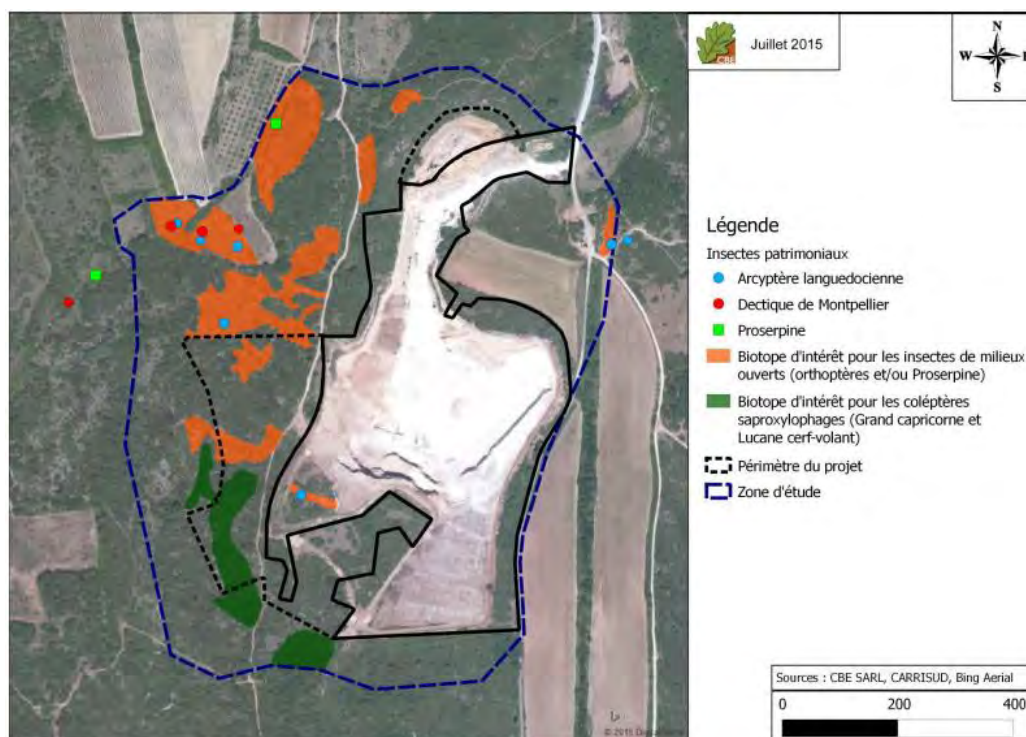 CBE
Juillet 2015
N
W
E
S
Légende
Insectes patrimoniaux
Arcyptère languedocienne
Dectique de Montpellier
Proserpine
Biotope d'intérêt pour les insectes de milieux
ouverts (orthoptères et/ou Proserpine)
Biotope d'intérêt pour les coléptères
saproxylophages (Grand capricorne et
Lucane cerf-volant)
Périmètre du projet
Zone d'étude
Sources : CBE SARL, CARRISUD, Bing Aerial
0 200 400
© 2015